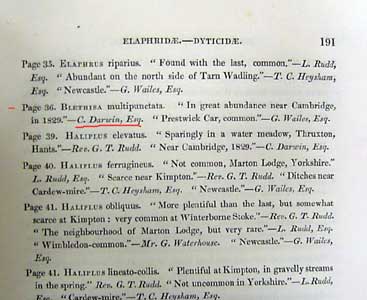 ELAPHRIDÆ.—DYTICIDÆ. 191
Page 35. ELAPHRUS riparius. "Found with the last, common."—L. Rudd,
Esq. "Abundant on the north side of Tarn Wadling."—T. C. Heysham,
Esq. "Newcastle."—G. Wailes, Esq.
Page 36. BLETHISA multipunctata. "In great abundance near Cambridge,
in 1829."—C. Darwin, Esq. "Prestwick Car, common."—G. Wailes, Esq.
Page 39. HALIPLUS elevatus. "Sparingly in a water meadow, Thruxton,
Hants."—Rev. G. T. Rudd. "Near Cambridge, 1829."—C. Darwin, Esq.
Page 40. HALIPLUS ferrugineus. "Not common, Marton Lodge, Yorkshire."
L. Rudd, Esq. "Scarce near Kimpton."—Rev. G. T. Rudd. "Ditches near
Cardew-mire."—T. C. Heysham, Esq. "Newcastle."—G. Wailes, Esq.
Page 41. HALIPLUS obliquus. "More plentiful than the last, but somewhat
scarce at Kimpton: very common at Winterborne Stoke."—Rev. G. T. Rudd.
"The neighbourhood of Marton Lodge, but very rare."—L. Rudd, Esq.
"Wimbledon-common."—Mr. G. Waterhouse. "Newcastle."—G. Wailes,
Esq.
Page 41. HALIPLUS lineato-collis. "Plentiful at Kimpton, in gravelly streams
in the spring." Rev. G. T. Rudd. "Not uncommon in Yorkshire."—L. Rudd,
Esq. "Cardew-mire."—T. C. Heysham, Esq.